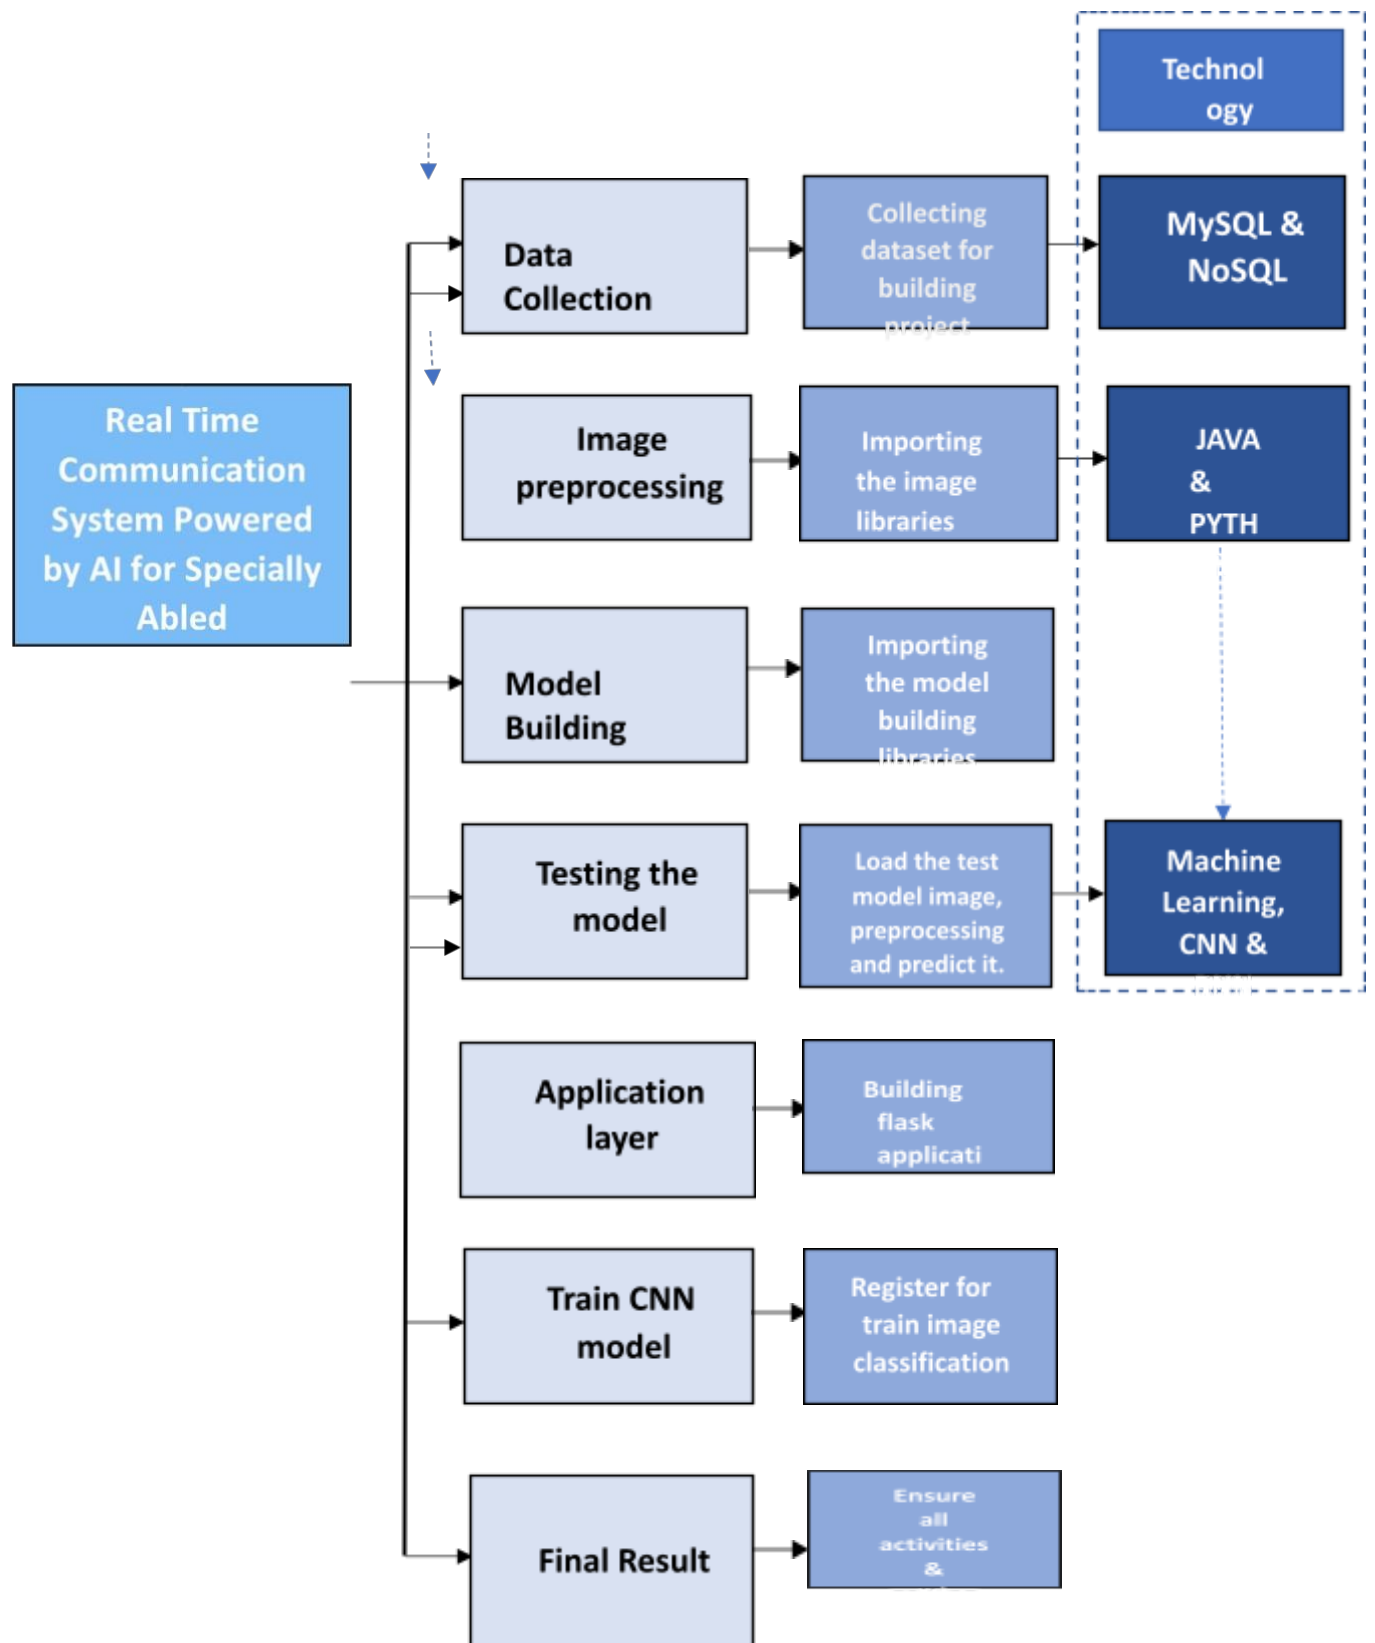 Technol
ogy
Data
Collection
Collecting
dataset for
building
project
MySQL &
NoSQL
Real Time
Communication
System Powered
by AI for Specially
Abled
Image
preprocessing
Importing
the image
libraries
JAVA
&
PYTH
Model
Building
Importing
the model
building
libraries
Testing the
model
Load the test
model image,
preprocessing
and predict it.
Machine
Learning,
CNN &
Application
layer
Building
flask
applicati
Train CNN
model
Register for
train image
classification
Final Result
Ensure
all
activities
&